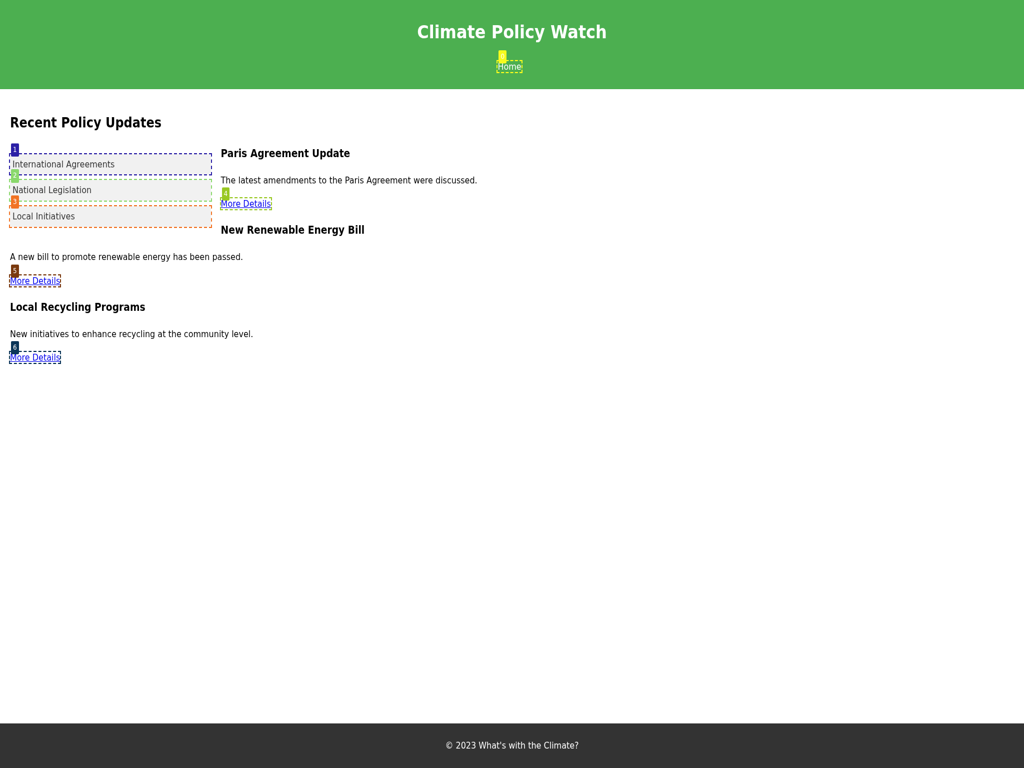 Climate Policy Watch
0
Home
Recent Policy Updates
1
International Agreements
2
National Legislation
3
Local Initiatives
Paris Agreement Update
The latest amendments to the Paris Agreement were discussed.
4
More Details
New Renewable Energy Bill
A new bill to promote renewable energy has been passed.
5
More Details
Local Recycling Programs
New initiatives to enhance recycling at the community level.
6
More Details
© 2023 What's with the Climate?